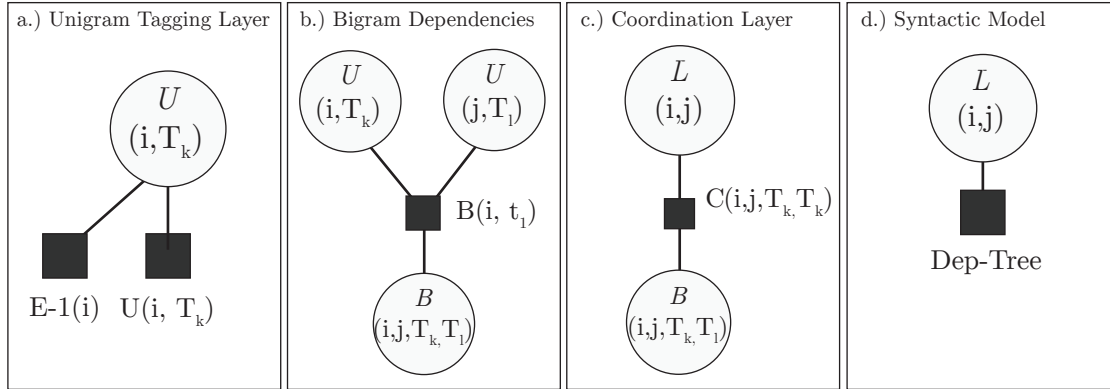 a.) Unigram Tagging Layer
U
(i,T_k)
E-1(i)
U(i, T_k)
b.) Bigram Dependencies
U
(i,T_k)
U
(j,T_l)
B(i, t_l)
B
(i,j,T_k,T_l)
c.) Coordination Layer
L
(i,j)
C(i,j,T_k,T_k)
B
(i,j,T_k,T_l)
d.) Syntactic Model
L
(i,j)
Dep-Tree